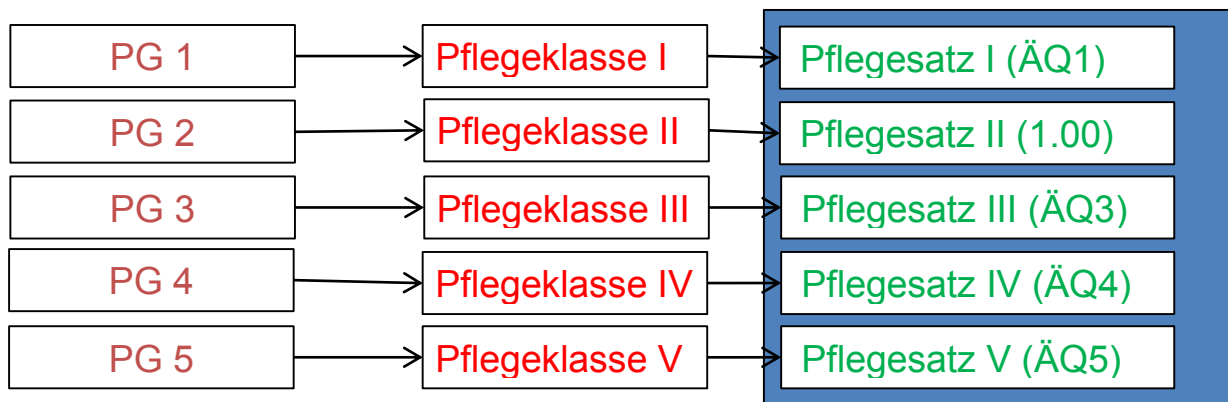 PG 1 Pflegeklasse I Pflegesatz I (ÄQ1)
PG 2 Pflegeklasse II Pflegesatz II (1.00)
PG 3 Pflegeklasse III Pflegesatz III (ÄQ3)
PG 4 Pflegeklasse IV Pflegesatz IV (ÄQ4)
PG 5 Pflegeklasse V Pflegesatz V (ÄQ5)